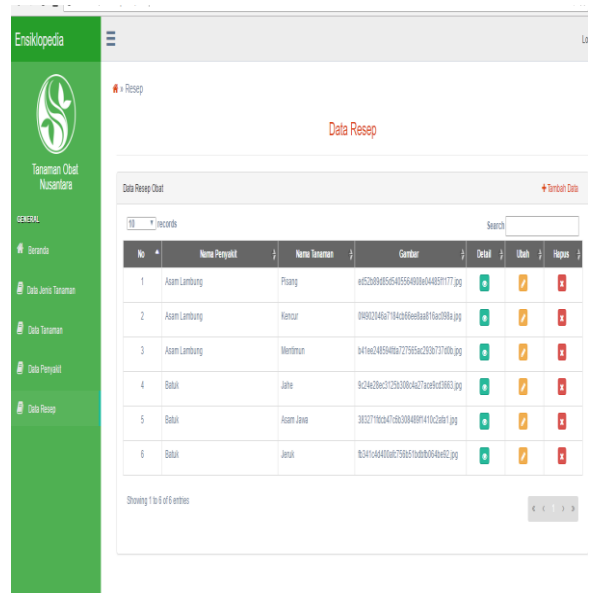 Ensiklopedia
Lo
» Resep
Data Resep
Tanaman Obat
Nusantara
Data Resep Obat
+Tambah Data
GENERAL
10 records
Search
Beranda
Data Jenis Tanaman
Data Tanaman
Data Penyakit
Data Resep
No Nama Penyakit Nama Tanaman Gambar Detail Ubah Hapus
1 Asam Lambung Pisang
2 Asam Lambung Kencur
3 Asam Lambung Mentimun
4 Batuk Jahe
5 Batuk Asam Jawa
6 Batuk Jeruk
Showing 1 to 6 of 6 entries
« ‹ 1 › »